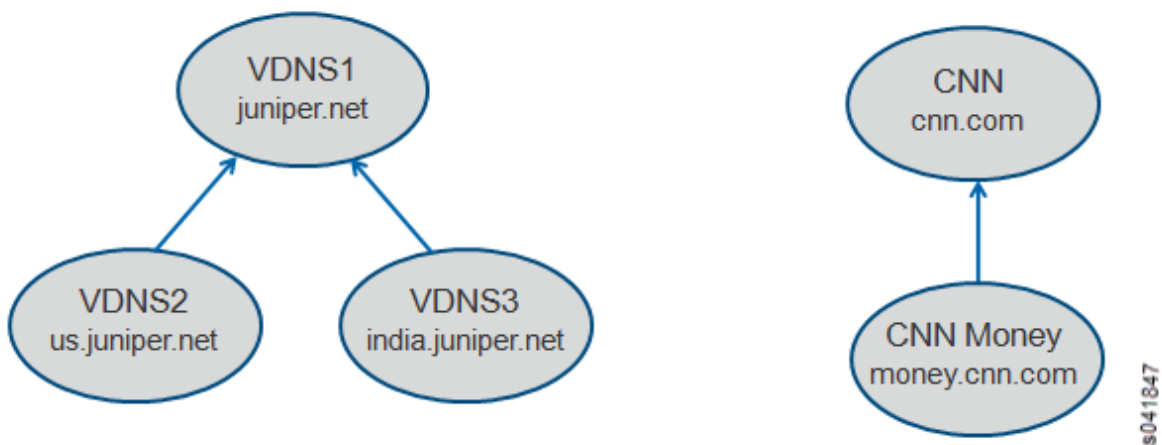 VDNS1
juniper.net
VDNS2
us.juniper.net
VDNS3
india.juniper.net
CNN
cnn.com
CNN Money
money.cnn.com
s041847